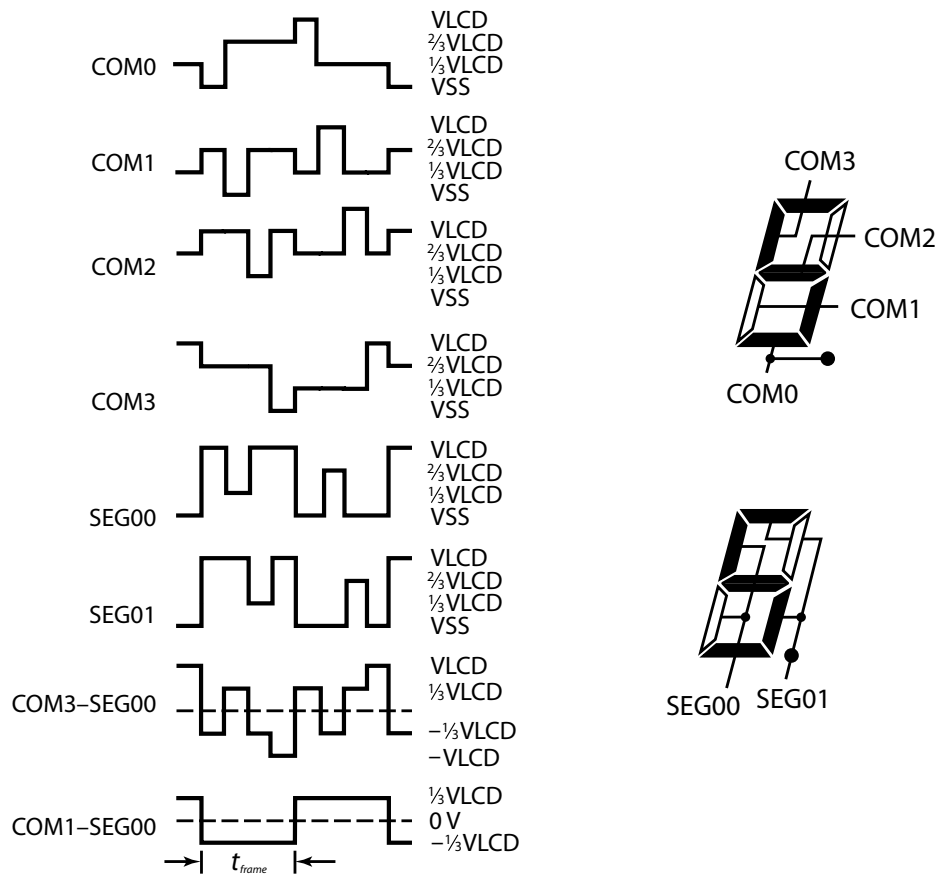 COM0
VLCD
⅔VLCD
⅓VLCD
VSS
COM1
VLCD
⅔VLCD
⅓VLCD
VSS
COM2
VLCD
⅔VLCD
⅓VLCD
VSS
COM3
VLCD
⅔VLCD
⅓VLCD
VSS
SEG00
VLCD
⅔VLCD
⅓VLCD
VSS
SEG01
VLCD
⅔VLCD
⅓VLCD
VSS
COM3–SEG00
VLCD
⅓VLCD
–⅓VLCD
–VLCD
COM1–SEG00
⅓VLCD
0 V
–⅓VLCD
tframe
COM3
COM2
COM1
COM0
SEG00 SEG01